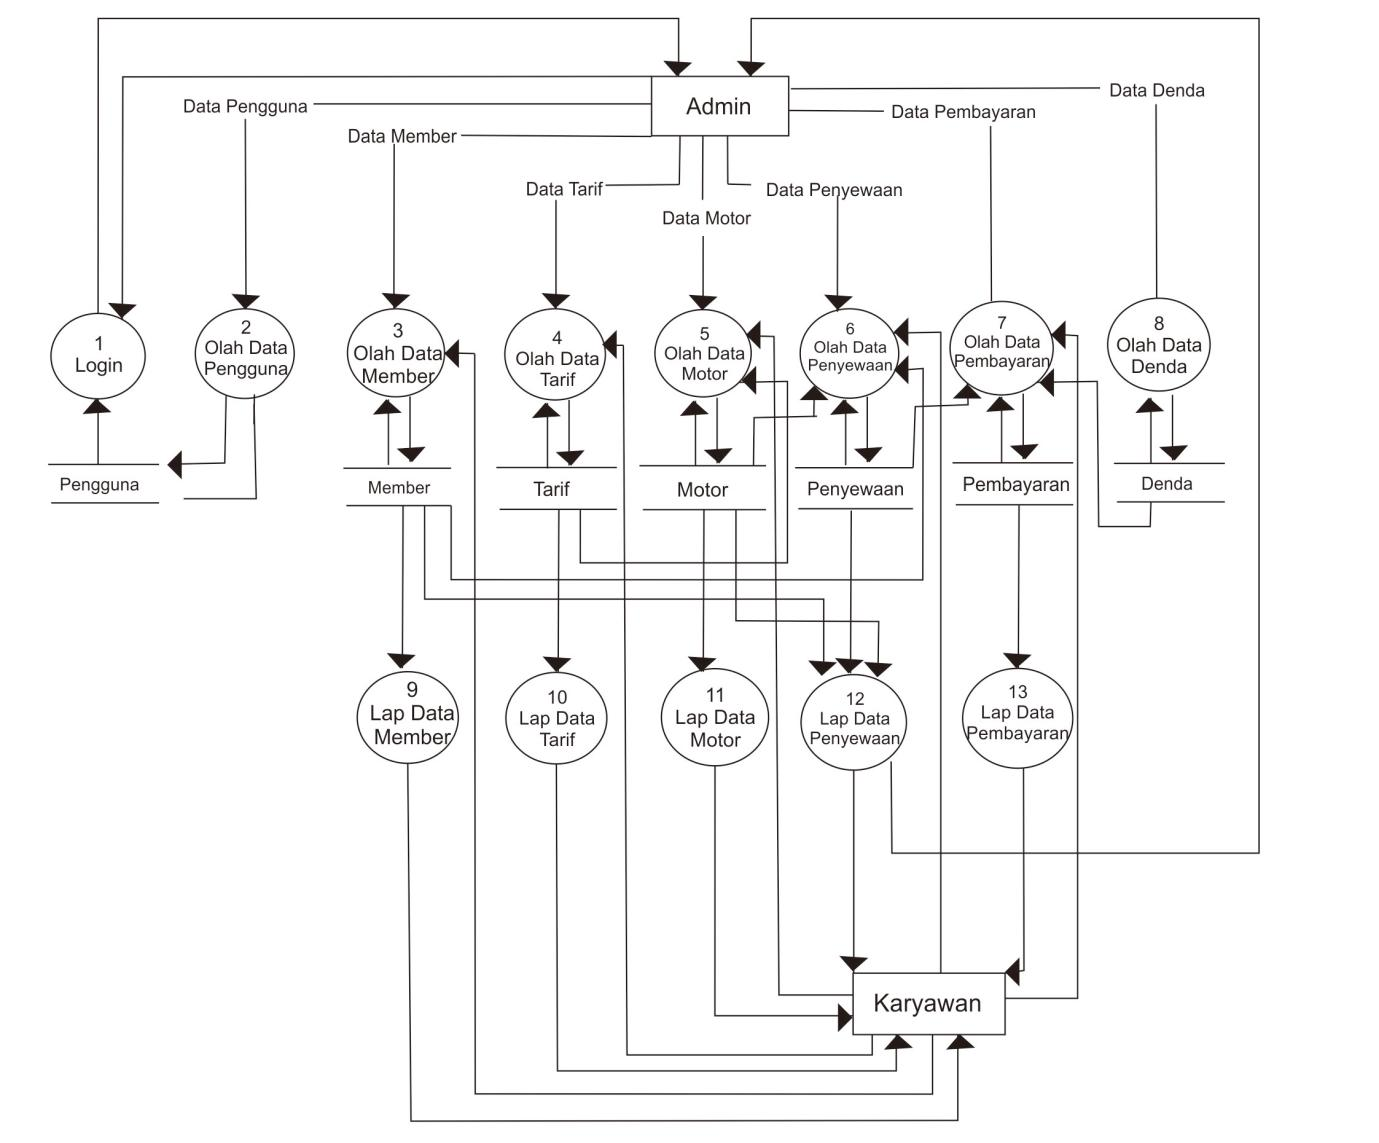 Admin
Data Denda
Data Pengguna
Data Pembayaran
Data Member
Data Tarif
Data Penyewaan
Data Motor
1
Login
2
Olah Data
Pengguna
3
Olah Data
Member
4
Olah Data
Tarif
5
Olah Data
Motor
6
Olah Data
Penyewaan
7
Olah Data
Pembayaran
8
Olah Data
Denda
Pengguna
Member
Tarif
Motor
Penyewaan
Pembayaran
Denda
9
Lap Data
Member
10
Lap Data
Tarif
11
Lap Data
Motor
12
Lap Data
Penyewaan
13
Lap Data
Pembayaran
Karyawan